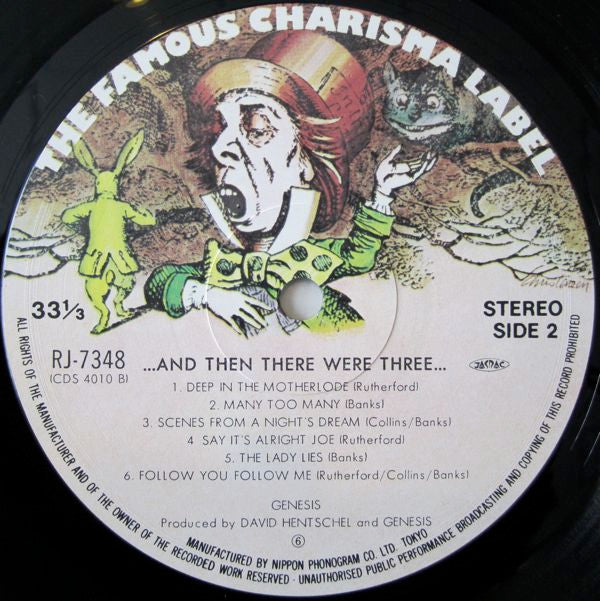 THE FAMOUS CHARISMA LABEL
33⅓
STEREO
SIDE 2
RJ-7348
(CDS 4010 B)
...AND THEN THERE WERE THREE...
JASRAC
1. DEEP IN THE MOTHERLODE (Rutherford)
2. MANY TOO MANY (Banks)
3. SCENES FROM A NIGHT'S DREAM (Collins/Banks)
4 SAY IT'S ALRIGHT JOE (Rutherford)
5. THE LADY LIES (Banks)
6. FOLLOW YOU FOLLOW ME (Rutherford/Collins/Banks)
GENESIS
Produced by DAVID HENTSCHEL and GENESIS
⑥
MANUFACTURED BY NIPPON PHONOGRAM CO. LTD. TOKYO
ALL RIGHTS OF THE MANUFACTURER AND OF THE OWNER OF THE RECORDED WORK RESERVED · UNAUTHORISED PUBLIC PERFORMANCE BROADCASTING AND COPYING OF THIS RECORD PROHIBITED